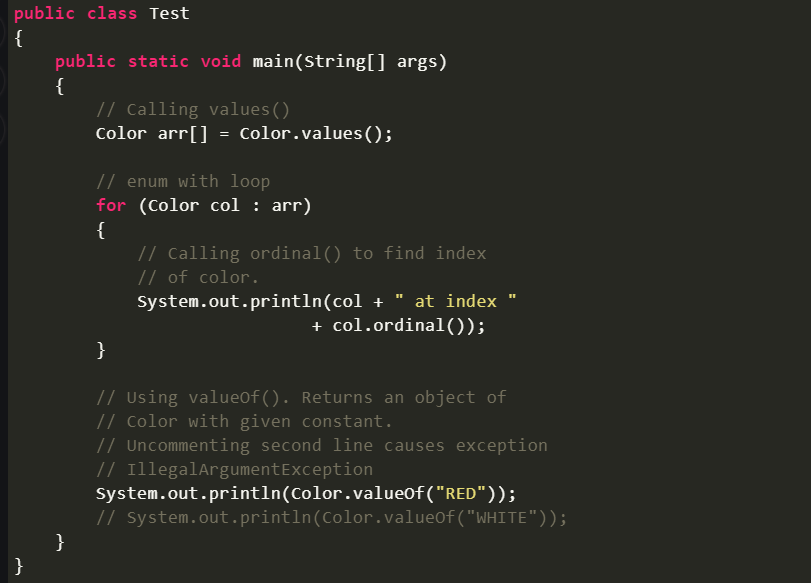 public class Test
{
    public static void main(String[] args)
    {
        // Calling values()
        Color arr[] = Color.values();

        // enum with loop
        for (Color col : arr)
        {
            // Calling ordinal() to find index
            // of color.
            System.out.println(col + " at index "
                             + col.ordinal());
        }

        // Using valueOf(). Returns an object of
        // Color with given constant.
        // Uncommenting second line causes exception
        // IllegalArgumentException
        System.out.println(Color.valueOf("RED"));
        // System.out.println(Color.valueOf("WHITE"));
    }
}